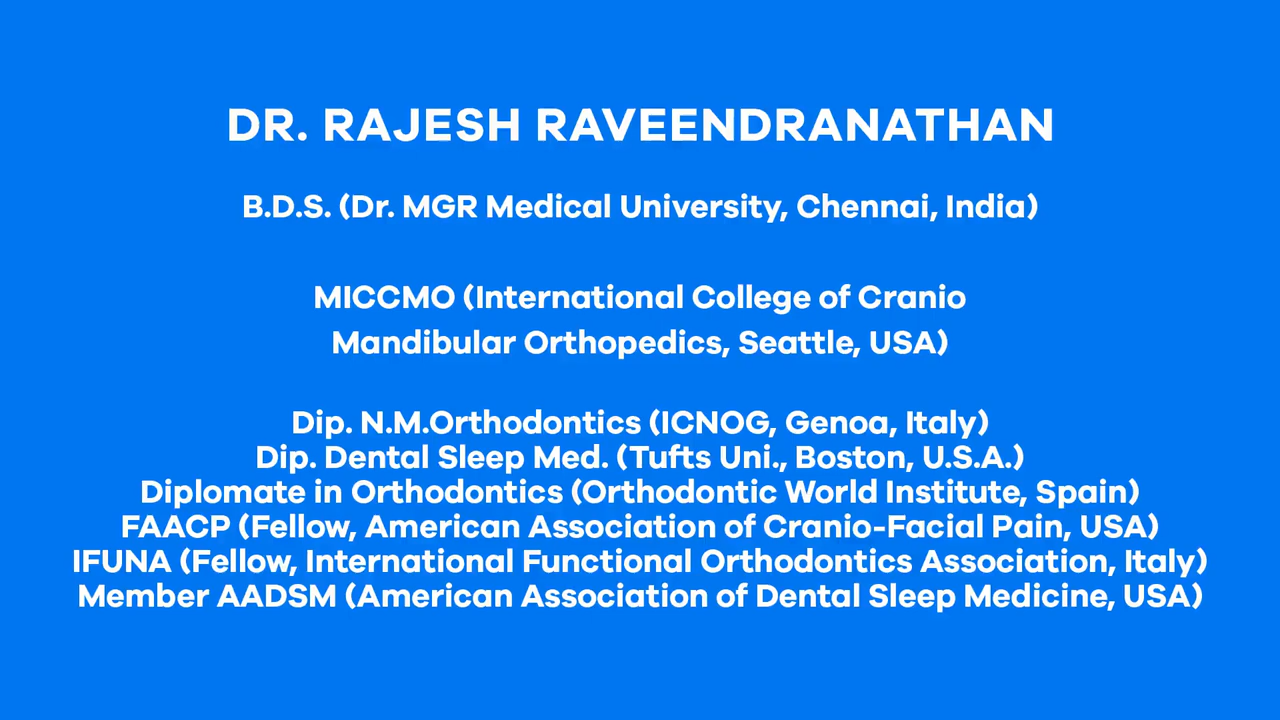 DR. RAJESH RAVEENDRANATHAN
B.D.S. (Dr. MGR Medical University, Chennai, India)
MICCMO (International College of Cranio
Mandibular Orthopedics, Seattle, USA)
Dip. N.M.Orthodontics (ICNOG, Genoa, Italy)
Dip. Dental Sleep Med. (Tufts Uni., Boston, U.S.A.)
Diplomate in Orthodontics (Orthodontic World Institute, Spain)
FAACP (Fellow, American Association of Cranio-Facial Pain, USA)
IFUNA (Fellow, International Functional Orthodontics Association, Italy)
Member AADSM (American Association of Dental Sleep Medicine, USA)